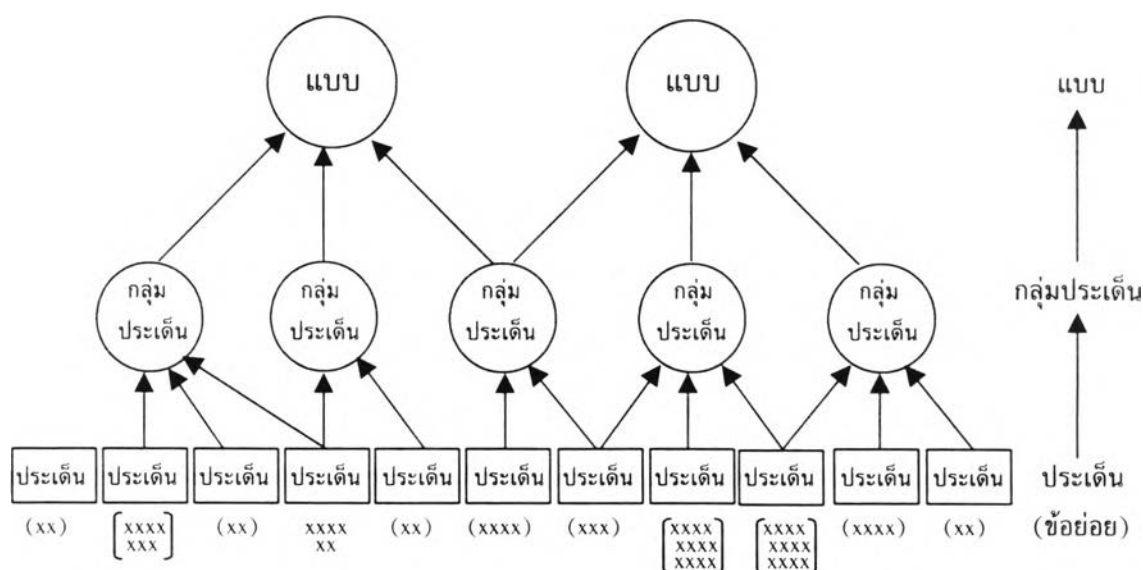 แบบ แบบ แบบ
กลุ่ม กลุ่ม กลุ่ม กลุ่ม กลุ่ม
ประเด็น ประเด็น ประเด็น ประเด็น ประเด็น กลุ่มประเด็น
ประเด็น ประเด็น ประเด็น ประเด็น ประเด็น ประเด็น ประเด็น ประเด็น ประเด็น ประเด็น ประเด็น ประเด็น
(xx) [xxxx (xx) xxxx (xx) (xxxx) (xxx) [xxxx [xxxx (xxxx) (xx) (ข้อย่อย)
xxx] xx xxxx xxxx
xxxx] xxxx]